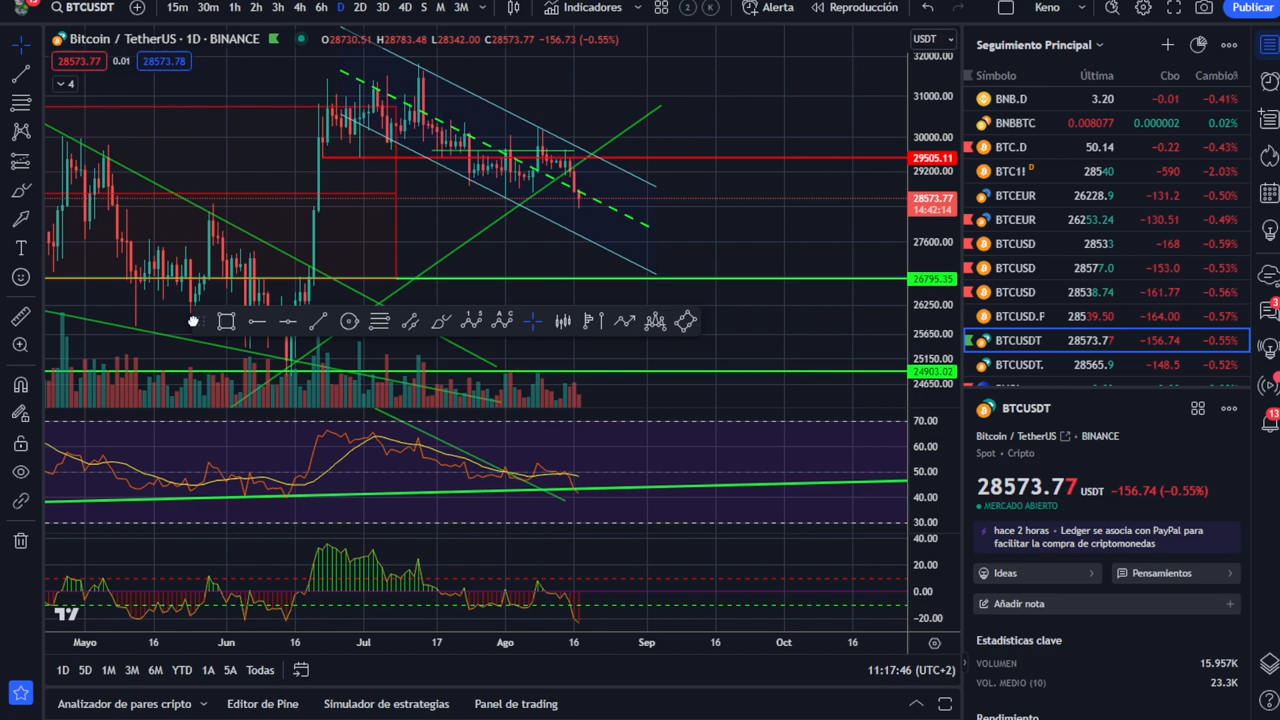 BTCUSDT 15m 30m 1h 2h 3h 4h 6h D 2D 3D 4D S M 3M Indicadores 2 K Alerta Reproducción Keno Publicar
Bitcoin / TetherUS · 1D · BINANCE O28730.51 H28783.48 L28342.00 C28573.77 −156.73 (−0.55%) USDT
28573.77 0.01 28573.78
4
32000.00
31000.00
30000.00
29505.11
29200.00
28573.77
14:42:14
27600.00
26795.35
26250.00
25650.00
25150.00
24903.02
24650.00
70.00
60.00
50.00
40.00
30.00
40.00
20.00
0.00
−20.00
Mayo 16 Jun 16 Jul 17 Ago 16 Sep 16 Oct 16
1D 5D 1M 3M 6M YTD 1A 5A Todas 11:17:46 (UTC+2)
Analizador de pares cripto Editor de Pine Simulador de estrategias Panel de trading
Seguimiento Principal
Símbolo Última Cbo Cambio%
BNB.D 3.20 −0.01 −0.41%
BNBBTC 0.008077 0.000002 0.02%
BTC.D 50.14 −0.22 −0.43%
BTC1! D 28540 −590 −2.03%
BTCEUR 26228.9 −131.2 −0.50%
BTCEUR 26253.24 −130.51 −0.49%
BTCUSD 28533 −168 −0.59%
BTCUSD 28577.0 −153.0 −0.53%
BTCUSD 28538.74 −161.77 −0.56%
BTCUSD.F 28539.50 −164.00 −0.57%
BTCUSDT 28573.77 −156.74 −0.55%
BTCUSDT. 28565.9 −148.5 −0.52%
BTCUSDT
Bitcoin / TetherUS · BINANCE
Spot · Cripto
28573.77 USDT −156.74 (−0.55%)
MERCADO ABIERTO
hace 2 horas · Ledger se asocia con PayPal para
facilitar la compra de criptomonedas
Ideas Pensamientos
Añadir nota
Estadísticas clave
VOLUMEN 15.957K
VOL. MEDIO (10) 23.3K
Rendimiento
3
13